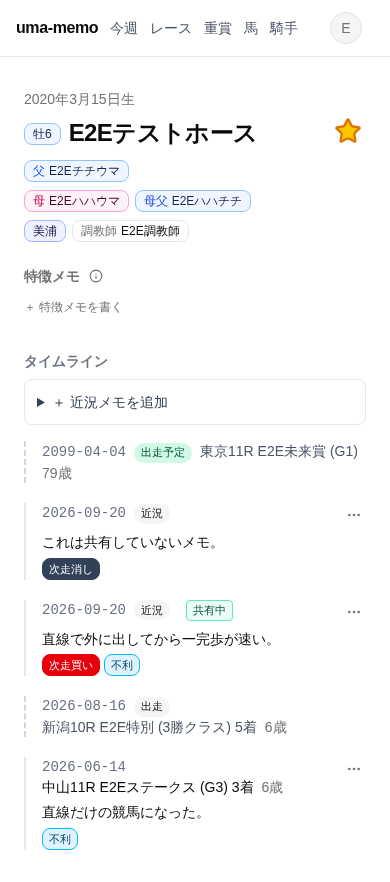 uma-memo 今週 レース 重賞 馬 騎手 E
2020年3月15日生
牡6 E2Eテストホース
父 E2Eチチウマ
母 E2Eハハウマ 母父 E2Eハハチチ
美浦 調教師 E2E調教師
特徴メモ
＋ 特徴メモを書く
タイムライン
▶ ＋ 近況メモを追加
2099-04-04 出走予定 東京11R E2E未来賞 (G1)
79歳
2026-09-20 近況 …
これは共有していないメモ。
次走消し
2026-09-20 近況 共有中 …
直線で外に出してから一完歩が速い。
次走買い 不利
2026-08-16 出走
新潟10R E2E特別 (3勝クラス) 5着 6歳
2026-06-14 …
中山11R E2Eステークス (G3) 3着 6歳
直線だけの競馬になった。
不利